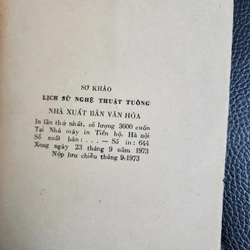 SƠ KHẢO
LỊCH SỬ NGHỆ THUẬT TUỒNG
NHÀ XUẤT BẢN VĂN HÓA
In lần thứ nhất, số lượng 3600 cuốn
Tại Nhà máy in Tiến bộ. Hà nội
Số xuất bản: . . . — Số in: 644
Xong ngày 23 tháng 9 năm 1973
Nộp lưu chiểu tháng 9-1973